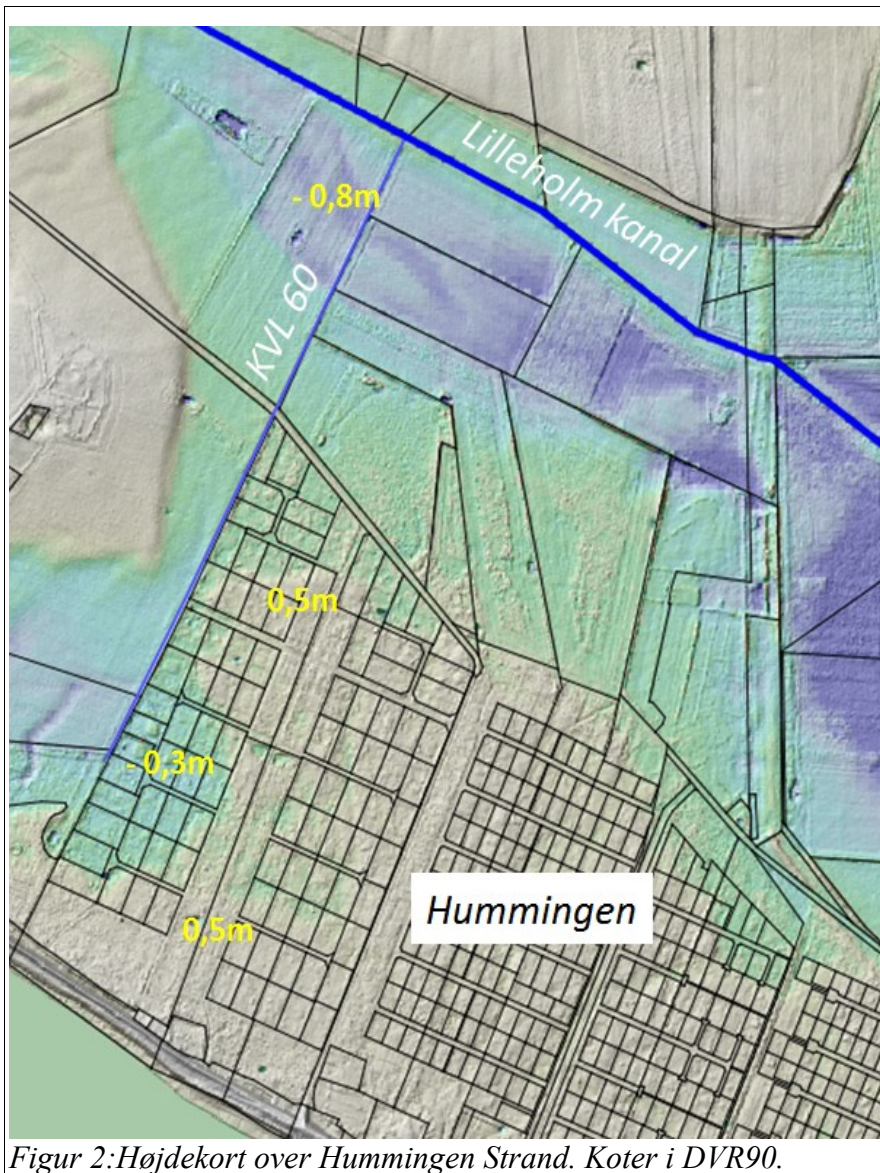 Lilleholm kanal
- 0,8m
KVL 60
0,5m
- 0,3m
Hummingen
0,5m
Figur 2:Højdekort over Hummingen Strand. Koter i DVR90.